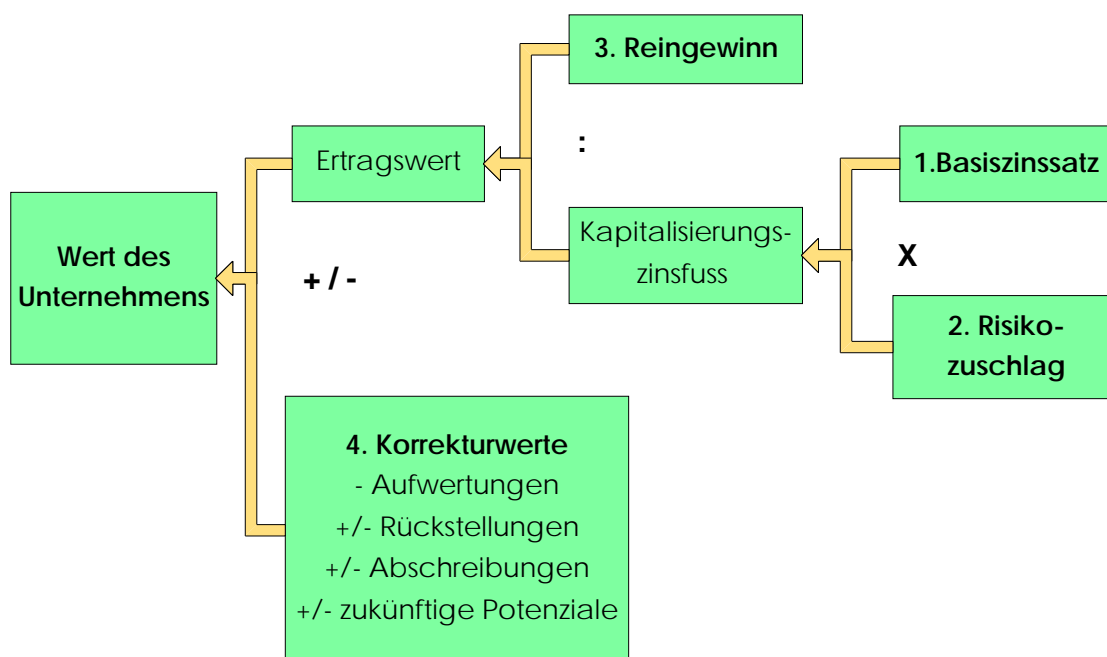 3. Reingewinn
:
Ertragswert
1.Basiszinssatz
Kapitalisierungs-
zinsfuss
X
Wert des
Unternehmens
+ / -
2. Risiko-
zuschlag
4. Korrekturwerte
- Aufwertungen
+/- Rückstellungen
+/- Abschreibungen
+/- zukünftige Potenziale